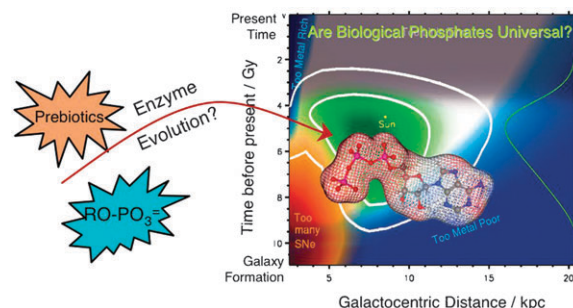 Present
Time
Are Biological Phosphates Universal?
Too Metal Rich
Prebiotics
Enzyme
Evolution?
RO-PO3=
Time before present / Gy
2
4
6
8
10
Sun
Too
many
SNe
Too Metal Poor
Galaxy
Formation
5
10
15
20
Galactocentric Distance / kpc